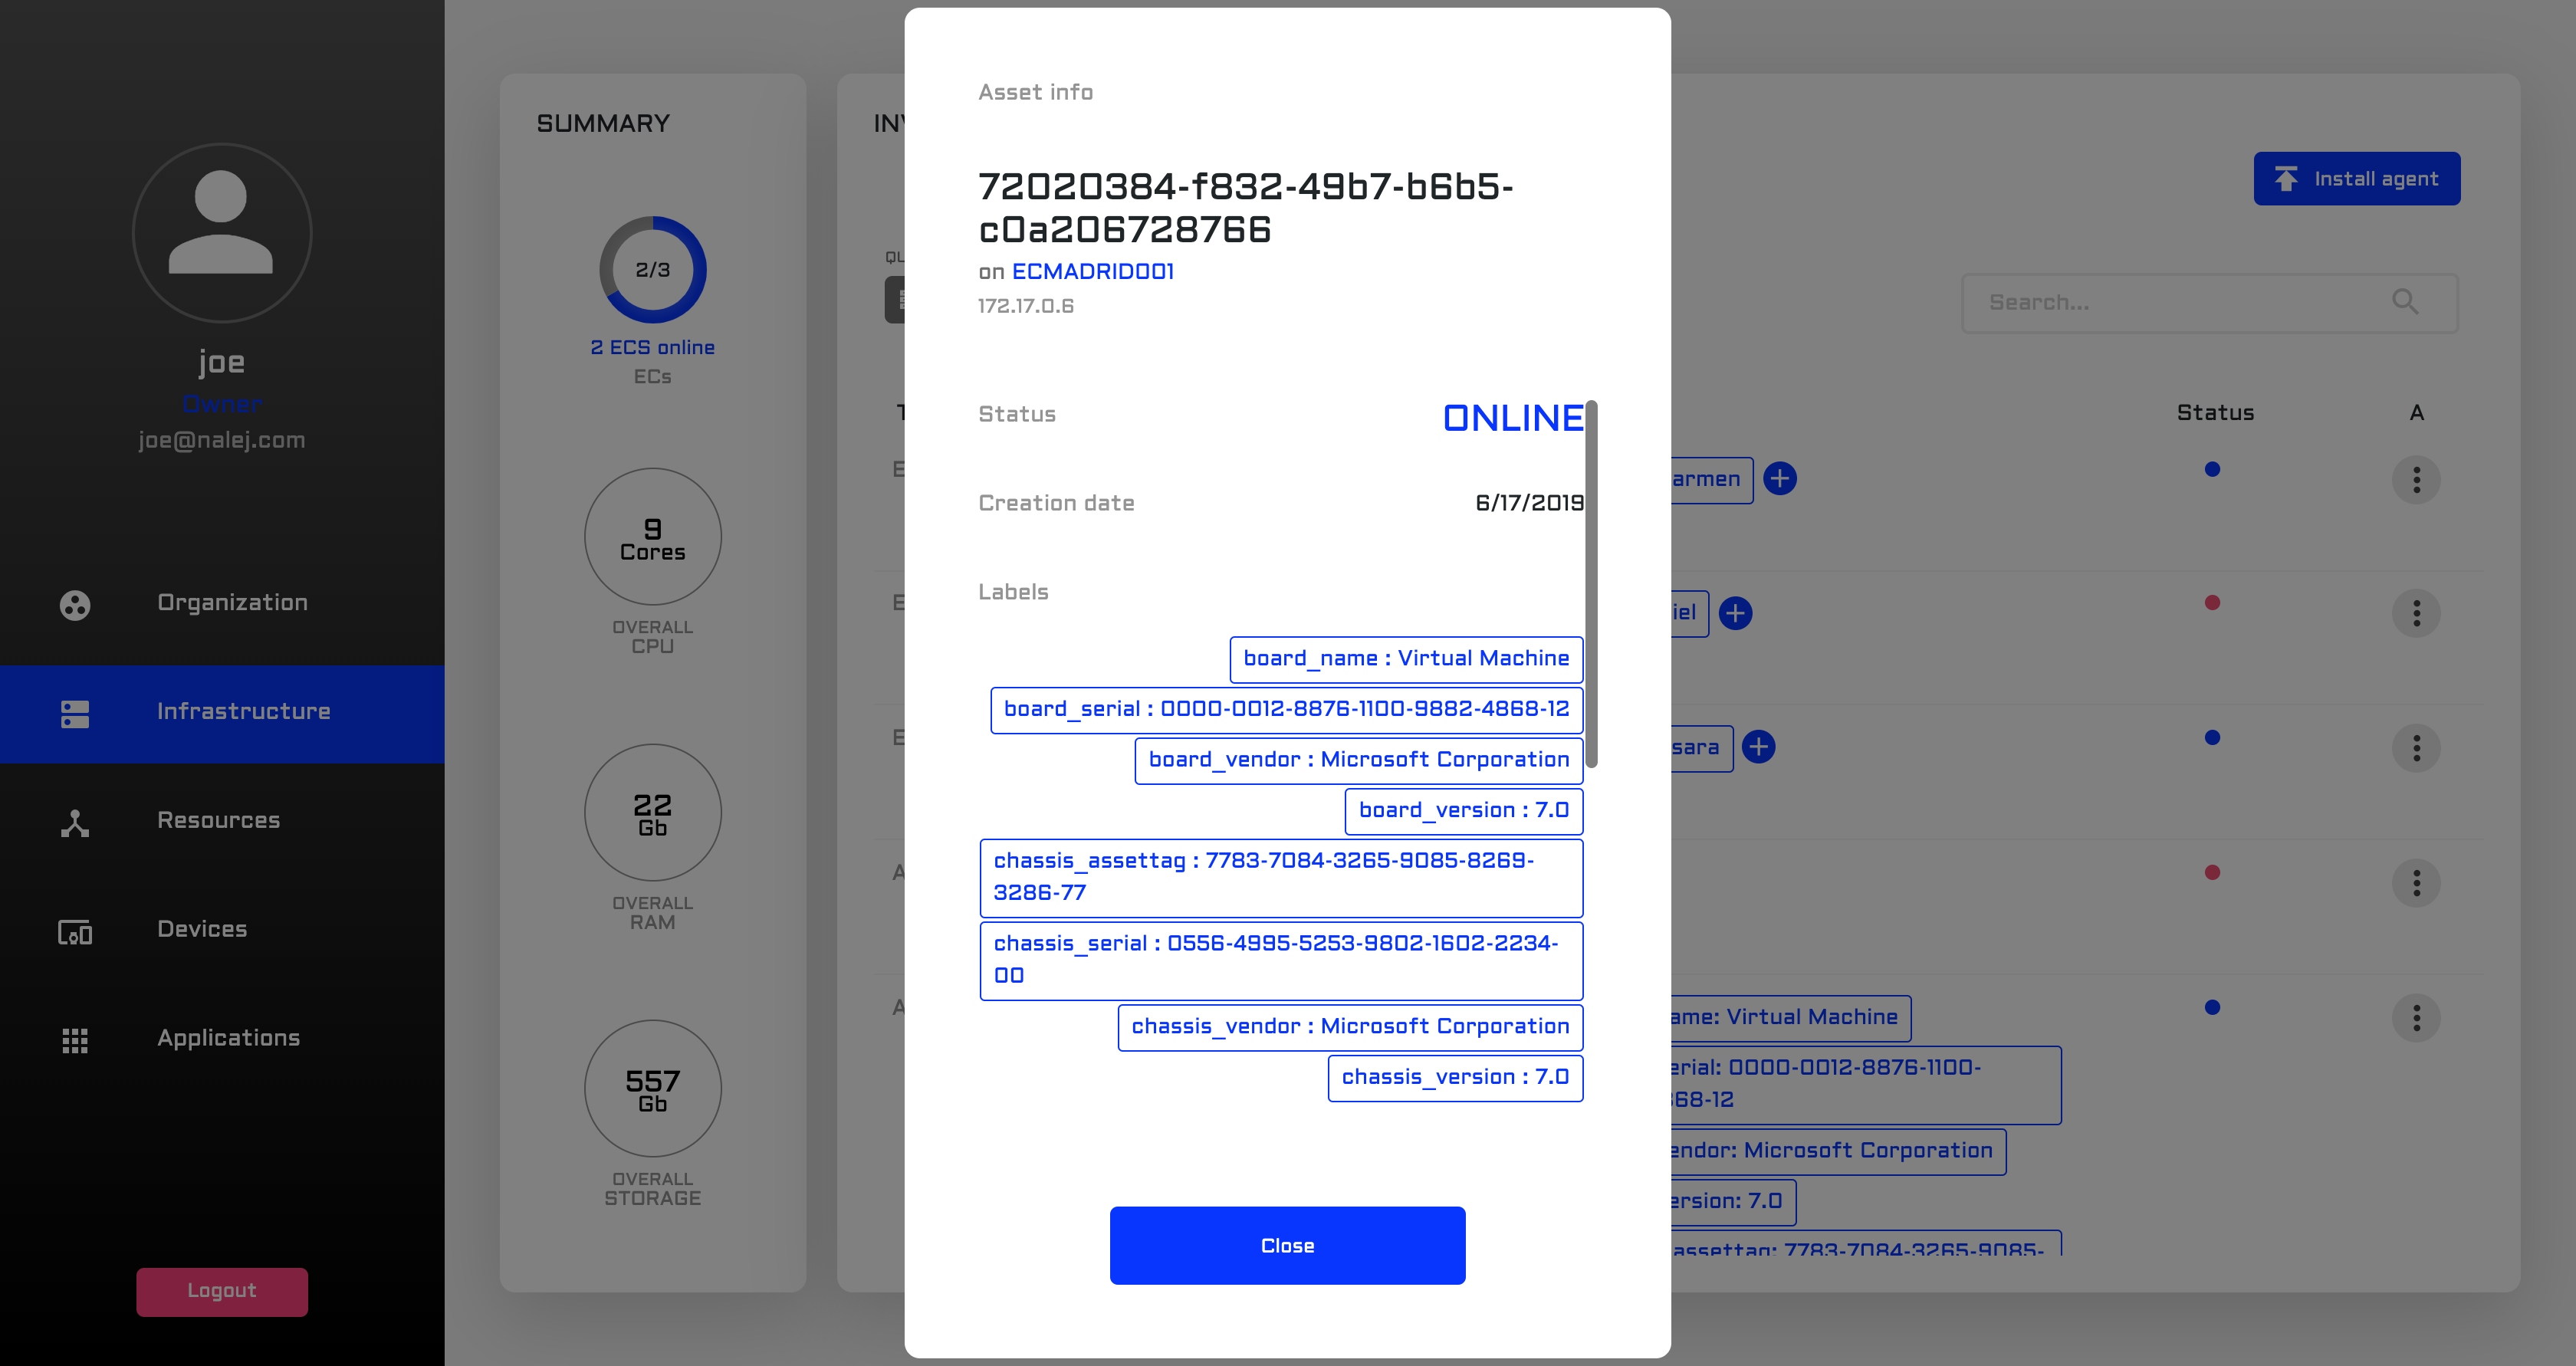 joe
Owner
joe@nalej.com
Organization
Infrastructure
Resources
Devices
Applications
Logout
SUMMARY
2/3
2 ECS online
ECs
9
Cores
OVERALL
CPU
22
Gb
OVERALL
RAM
557
Gb
OVERALL
STORAGE
Asset info
72020384-f832-49b7-b6b5-
c0a206728766
on ECMADRID001
172.17.0.6
Status ONLINE
Creation date 6/17/2019
Labels
board_name : Virtual Machine
board_serial : 0000-0012-8876-1100-9882-4868-12
board_vendor : Microsoft Corporation
board_version : 7.0
chassis_assettag : 7783-7084-3265-9085-8269-
3286-77
chassis_serial : 0556-4995-5253-9802-1602-2234-
00
chassis_vendor : Microsoft Corporation
chassis_version : 7.0
Close
Install agent
Search...
Status A
armen
iel
sara
ame: Virtual Machine
erial: 0000-0012-8876-1100-
68-12
endor: Microsoft Corporation
ersion: 7.0
assettag: 7783-7084-3265-9085-